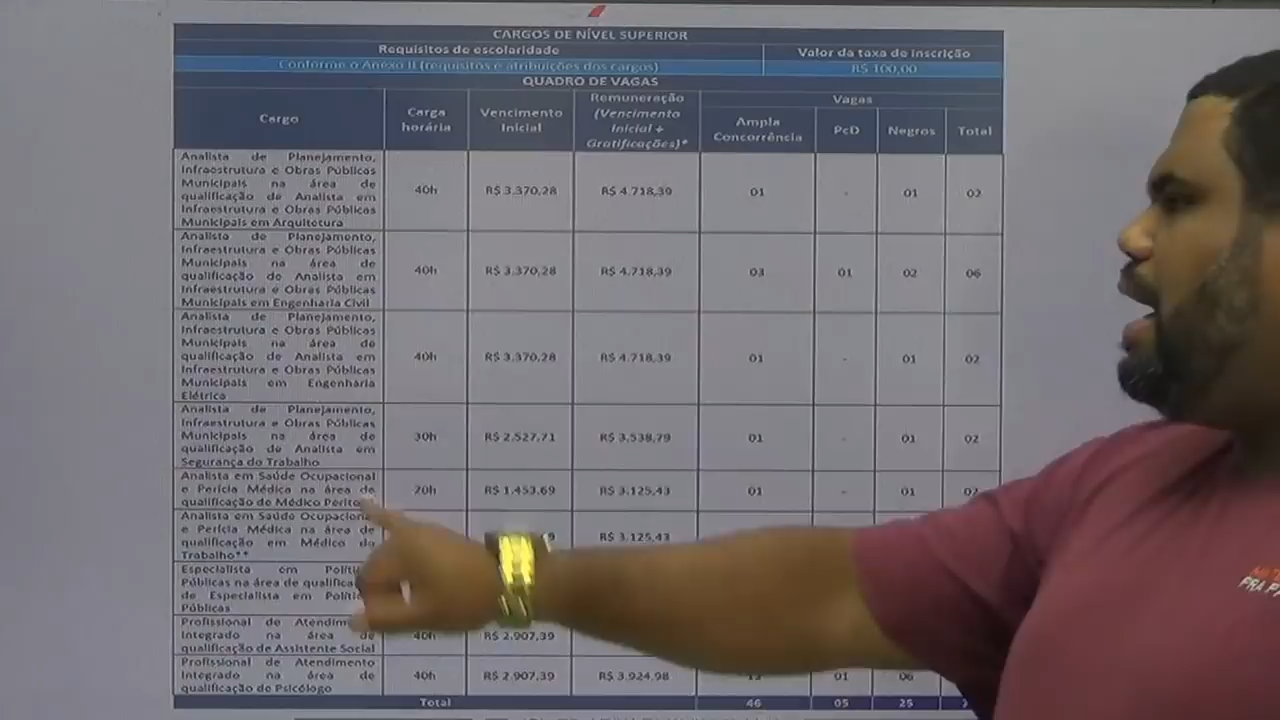 CARGOS DE NÍVEL SUPERIOR
Requisitos de escolaridade Valor da taxa de inscrição
Conforme o Anexo II (requisitos e atribuições dos cargos) R$ 100,00
QUADRO DE VAGAS
Cargo
Carga
horária
Vencimento
Inicial
Remuneração
(Vencimento
Inicial +
Gratificações)*
Vagas
Ampla
Concorrência
PcD
Negros
Total
Analista de Planejamento,
Infraestrutura e Obras Públicas
Municipais na área de
qualificação de Analista em
Infraestrutura e Obras Públicas
Municipais em Arquitetura
40h R$ 3.370,28 R$ 4.718,39 01 - 01 02
Analista de Planejamento,
Infraestrutura e Obras Públicas
Municipais na área de
qualificação de Analista em
Infraestrutura e Obras Públicas
Municipais em Engenharia Civil
40h R$ 3.370,28 R$ 4.718,39 03 01 02 06
Analista de Planejamento,
Infraestrutura e Obras Públicas
Municipais na área de
qualificação de Analista em
Infraestrutura e Obras Públicas
Municipais em Engenharia
Elétrica
40h R$ 3.370,28 R$ 4.718,39 01 - 01 02
Analista de Planejamento,
Infraestrutura e Obras Públicas
Municipais na área de
qualificação de Analista em
Segurança do Trabalho
30h R$ 2.527,71 R$ 3.538,79 01 - 01 02
Analista em Saúde Ocupacional
e Perícia Médica na área de
qualificação de Médico Perito
20h R$ 1.453,69 R$ 3.125,43 01 - 01 02
Analista em Saúde
e Perícia Médica na área de
qualificação em Médico do
Trabalho**
R$ 3.125,43
Especialista em
Públicas na área de
de Especialista em
Públicas
Profissional de
Integrado na área de
qualificação de Assistente Social
40h R$ 2.907,39
Profissional de Atendimento
Integrado na área de
qualificação de Psicólogo
40h R$ 2.907,39 R$ 3.924,98 13 01 06
Total 46 05 25
PRA